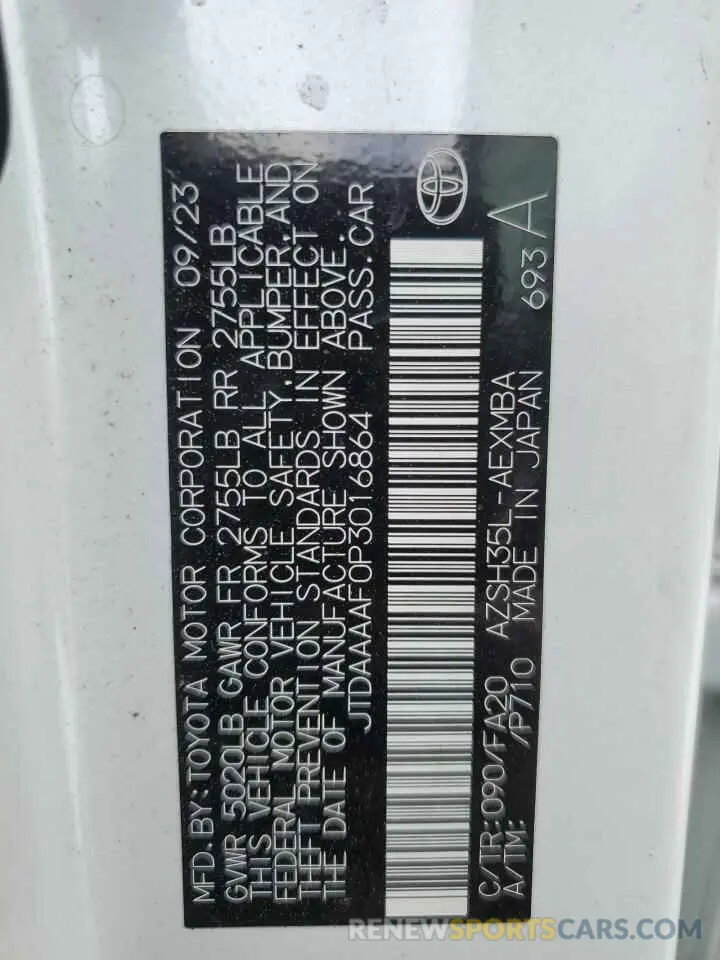 MFD.BY:TOYOTA MOTOR CORPORATION 09/23
GVWR 5020LB GAWR FR 2755LB RR 2755LB
THIS VEHICLE CONFORMS TO ALL APPLICABLE
FEDERAL MOTOR VEHICLE SAFETY,BUMPER,AND
THEFT PREVENTION STANDARDS IN EFFECT ON
THE DATE OF MANUFACTURE SHOWN ABOVE.
JTDAAAAF0P3016864 PASS.CAR
C/TR:090/FA20 AZSH35L-AEXMBA 693A
A/TM: /P710 MADE IN JAPAN
RENEWSPORTSCARS.COM